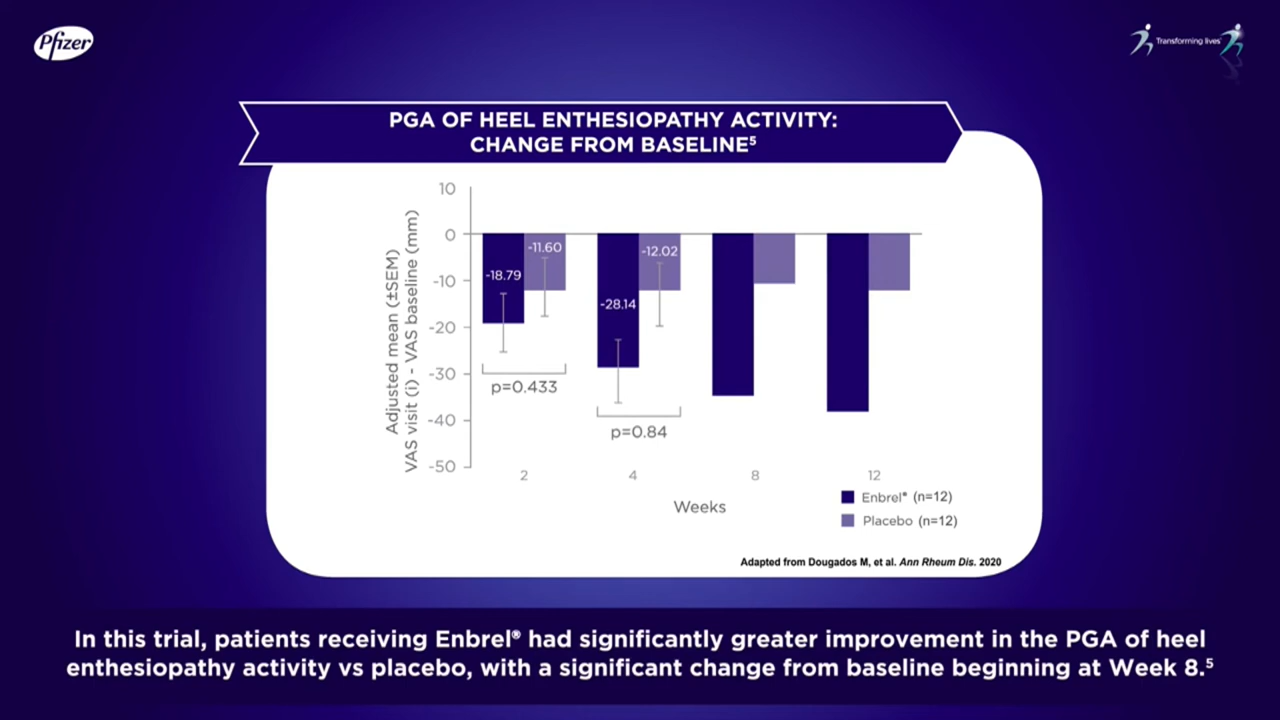 Pfizer
Transforming lives
PGA OF HEEL ENTHESIOPATHY ACTIVITY:
CHANGE FROM BASELINE⁵
Adjusted mean (±SEM)
VAS visit (i) - VAS baseline (mm)
10
0
-10
-20
-30
-40
-50
-18.79
-11.60
-28.14
-12.02
p=0.433
p=0.84
2
4
8
12
Weeks
Enbrel® (n=12)
Placebo (n=12)
Adapted from Dougados M, et al. Ann Rheum Dis. 2020
In this trial, patients receiving Enbrel® had significantly greater improvement in the PGA of heel
enthesiopathy activity vs placebo, with a significant change from baseline beginning at Week 8.⁵